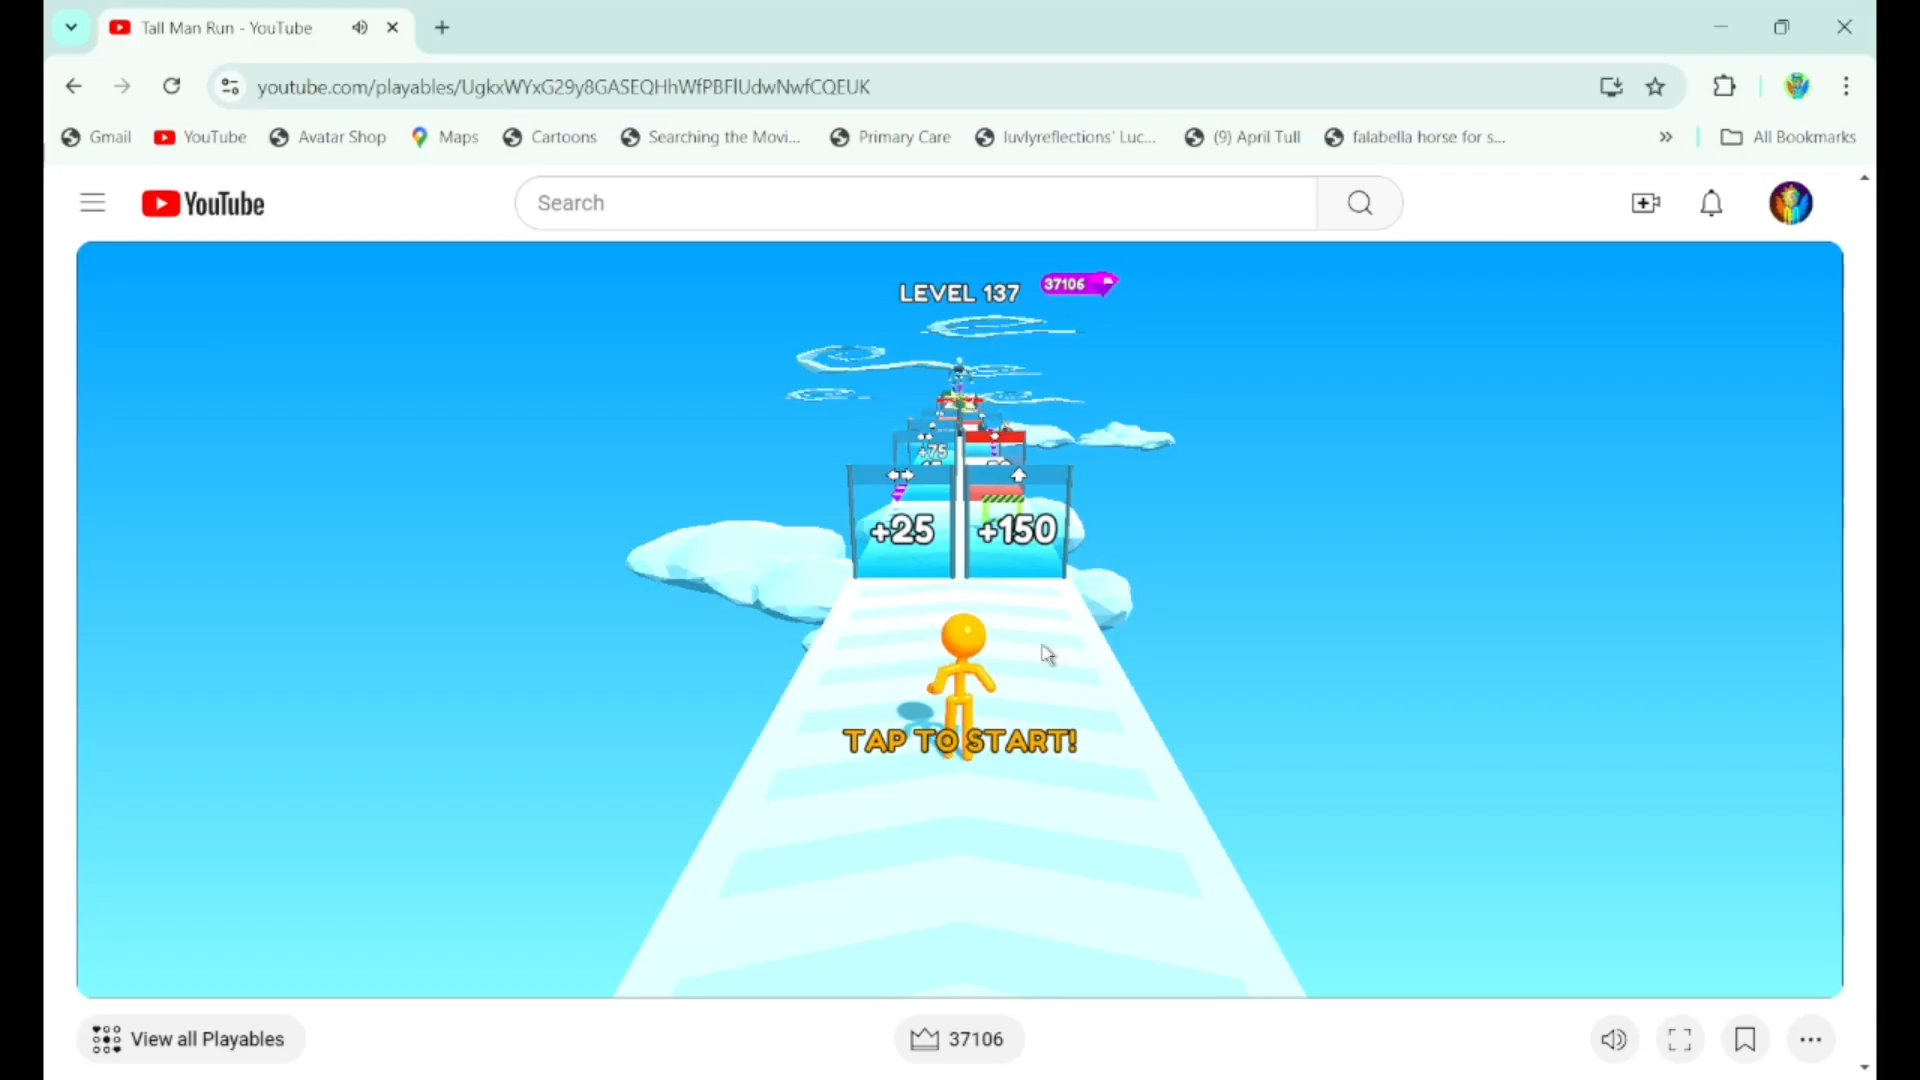 Tall Man Run - YouTube
youtube.com/playables/UgkxWYxG29y8GASEQHhWfPBFlUdwNwfCQEUK
Gmail YouTube Avatar Shop Maps Cartoons Searching the Movi... Primary Care luvlyreflections' Luc... (9) April Tull falabella horse for s... » All Bookmarks
YouTube Search
LEVEL 137 37106
+75
+25 +150
TAP TO START!
View all Playables 37106